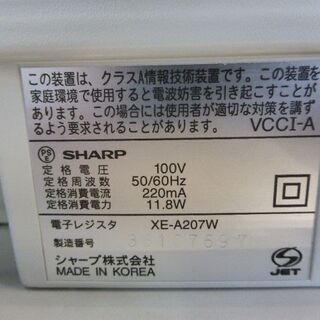 この装置は、クラスA情報技術装置です。この装置を
家庭環境で使用すると電波妨害を引き起こすことが
あります。この場合には使用者が適切な対策を講ず
るよう要求されることがあります。 VCCI-A
PSE SHARP
定格電圧 100V
定格周波数 50/60Hz
定格消費電流 220mA
定格消費電力 11.8W
電子レジスタ XE-A207W
製造番号
シャープ株式会社
MADE IN KOREA
S JET